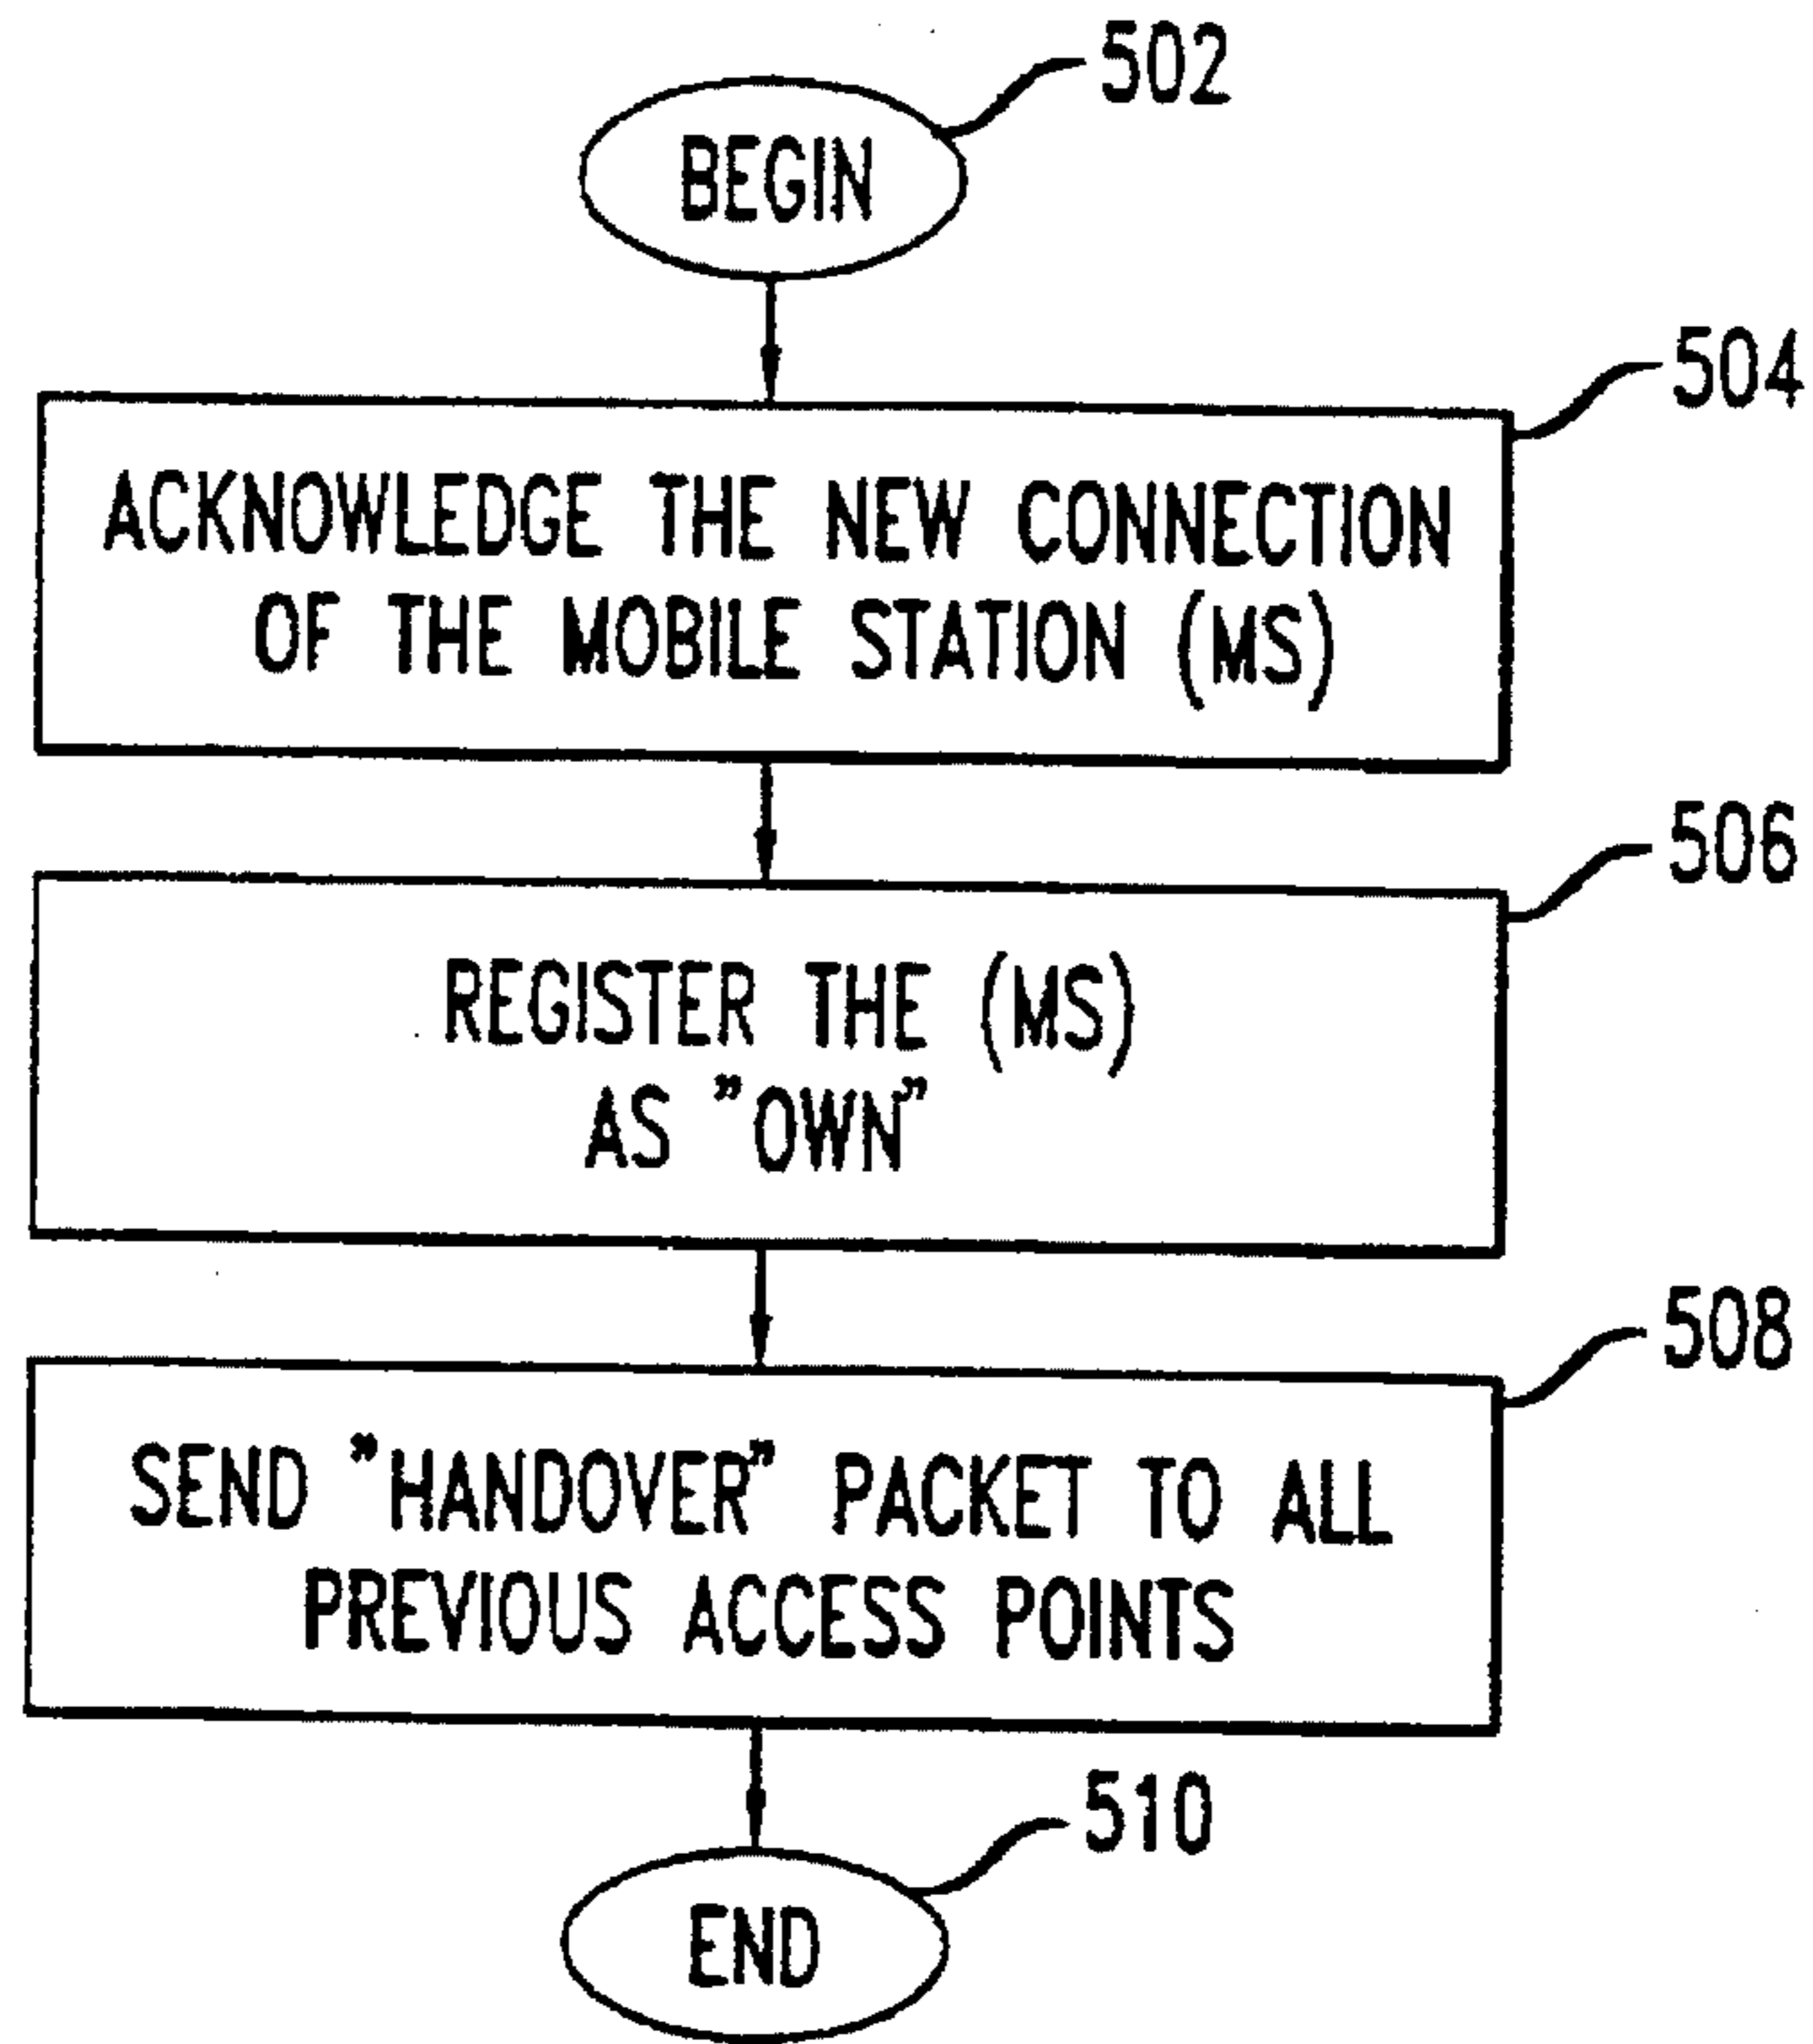 502
BEGIN
504
ACKNOWLEDGE THE NEW CONNECTION
OF THE MOBILE STATION (MS)
506
REGISTER THE (MS)
AS "OWN"
508
SEND "HANDOVER" PACKET TO ALL
PREVIOUS ACCESS POINTS
510
END